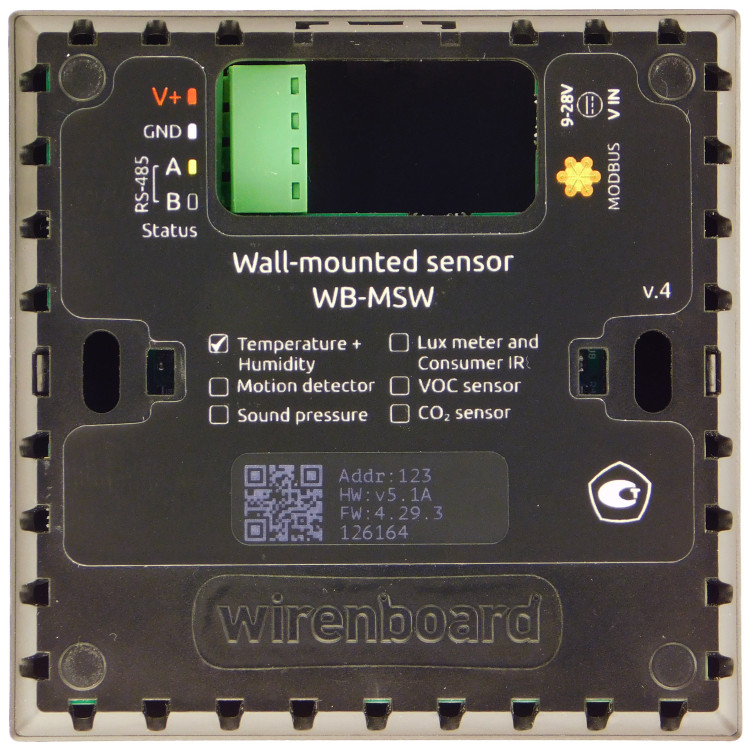 V+
GND
A
B
RS-485
Status
9-28V
V IN
MODBUS
Wall-mounted sensor
WB-MSW
v.4
Temperature +
Humidity
Motion detector
Sound pressure
Lux meter and
Consumer IR
VOC sensor
CO₂ sensor
Addr:123
HW:v5.1A
FW:4.29.3
126164
CT
wirenboard